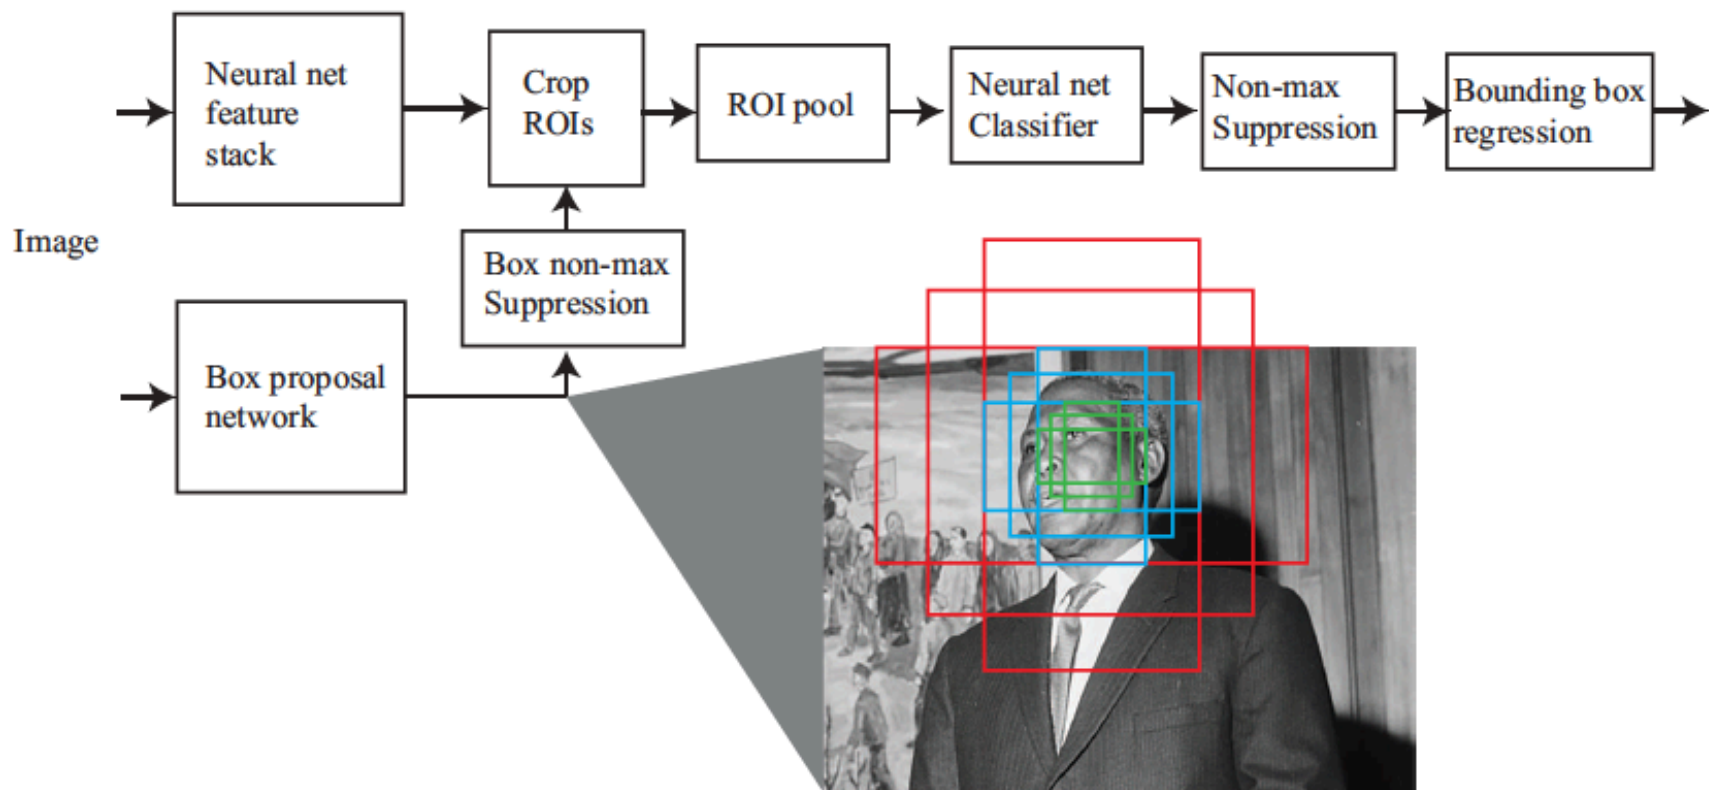 Neural net
feature
stack
Crop
ROIs
ROI pool
Neural net
Classifier
Non-max
Suppression
Bounding box
regression
Image
Box non-max
Suppression
Box proposal
network